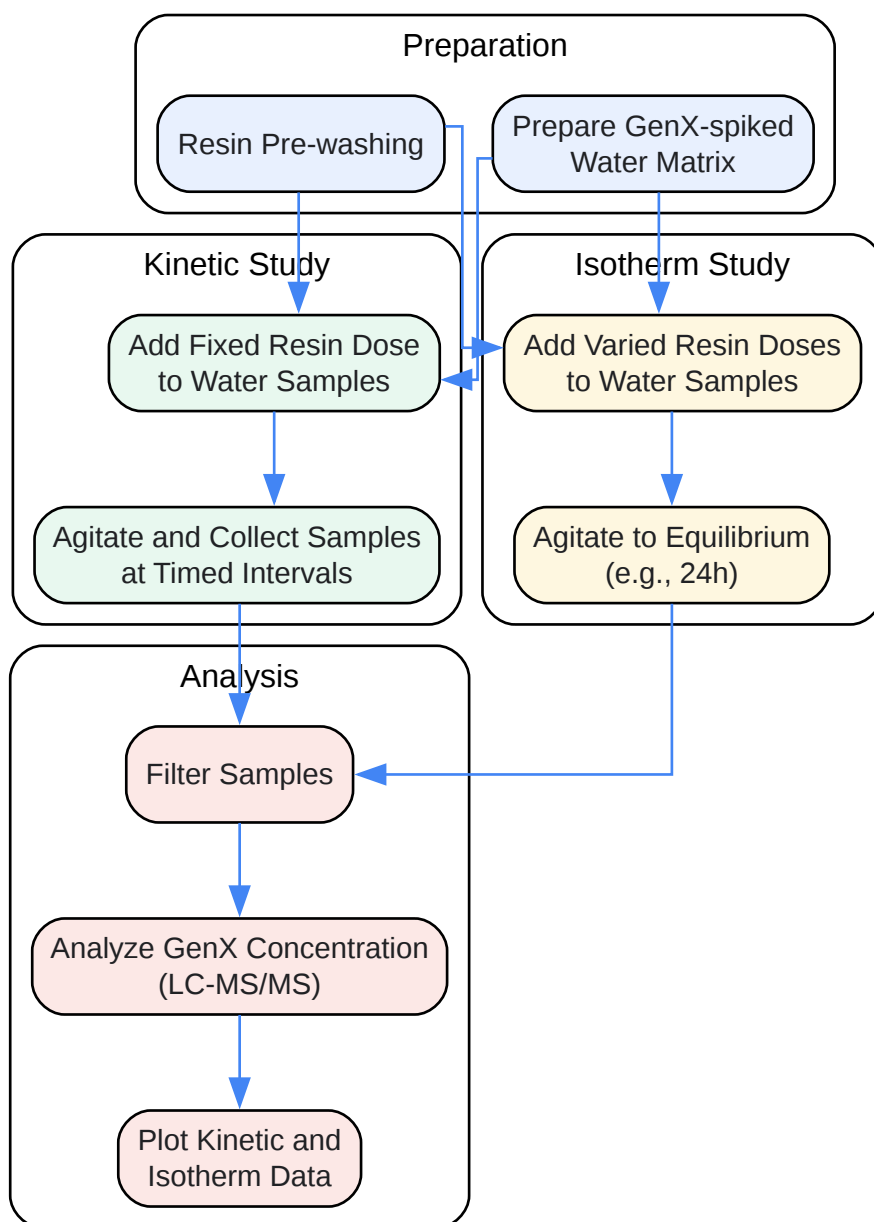 Preparation
Resin Pre-washing
Prepare GenX-spiked
Water Matrix
Kinetic Study
Add Fixed Resin Dose
to Water Samples
Agitate and Collect Samples
at Timed Intervals
Isotherm Study
Add Varied Resin Doses
to Water Samples
Agitate to Equilibrium
(e.g., 24h)
Analysis
Filter Samples
Analyze GenX Concentration
(LC-MS/MS)
Plot Kinetic and
Isotherm Data